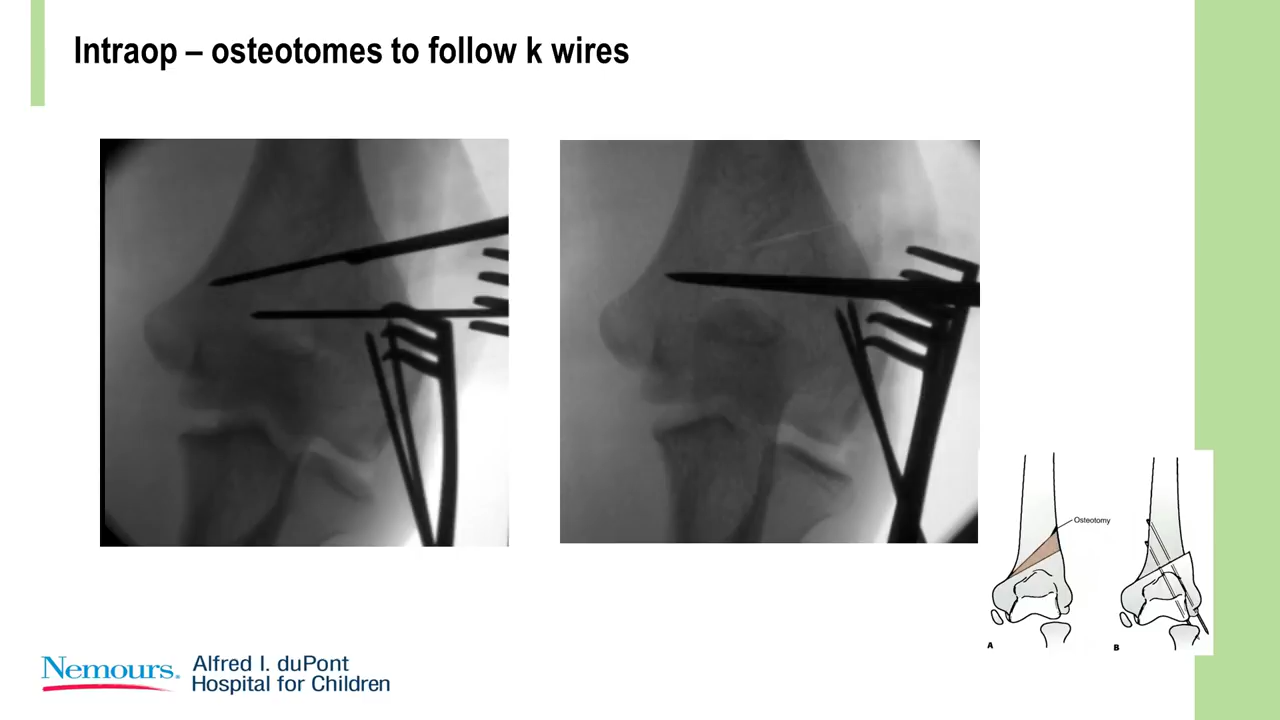 Intraop – osteotomes to follow k wires
Osteotomy
A
B
Nemours.
Alfred I. duPont
Hospital for Children